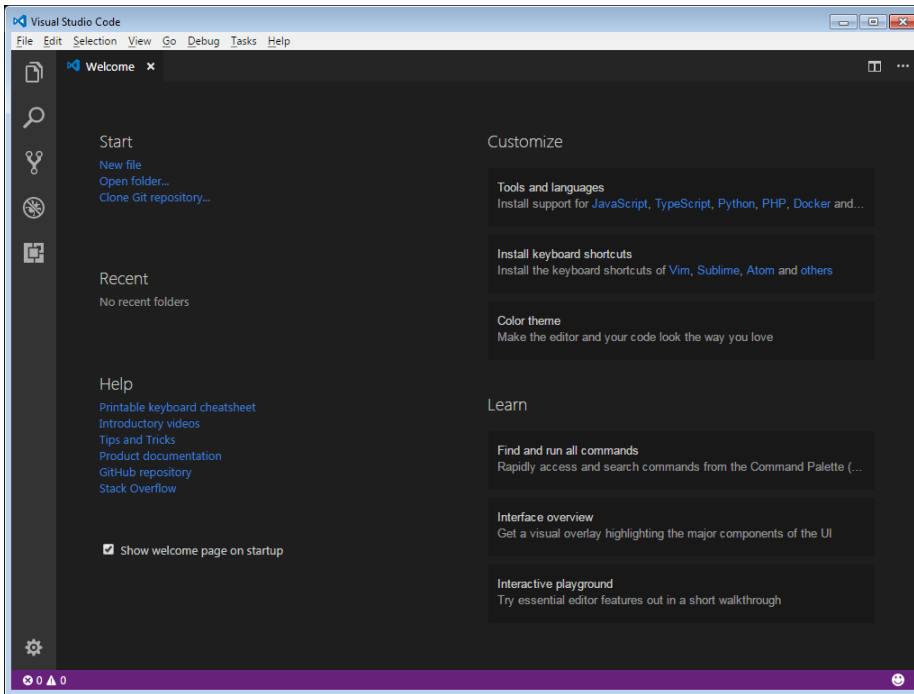 Visual Studio Code
File Edit Selection View Go Debug Tasks Help
Welcome
Start
New file
Open folder...
Clone Git repository...
Recent
No recent folders
Help
Printable keyboard cheatsheet
Introductory videos
Tips and Tricks
Product documentation
GitHub repository
Stack Overflow
Show welcome page on startup
Customize
Tools and languages
Install support for JavaScript, TypeScript, Python, PHP, Docker and...
Install keyboard shortcuts
Install the keyboard shortcuts of Vim, Sublime, Atom and others
Color theme
Make the editor and your code look the way you love
Learn
Find and run all commands
Rapidly access and search commands from the Command Palette (...
Interface overview
Get a visual overlay highlighting the major components of the UI
Interactive playground
Try essential editor features out in a short walkthrough
0 0